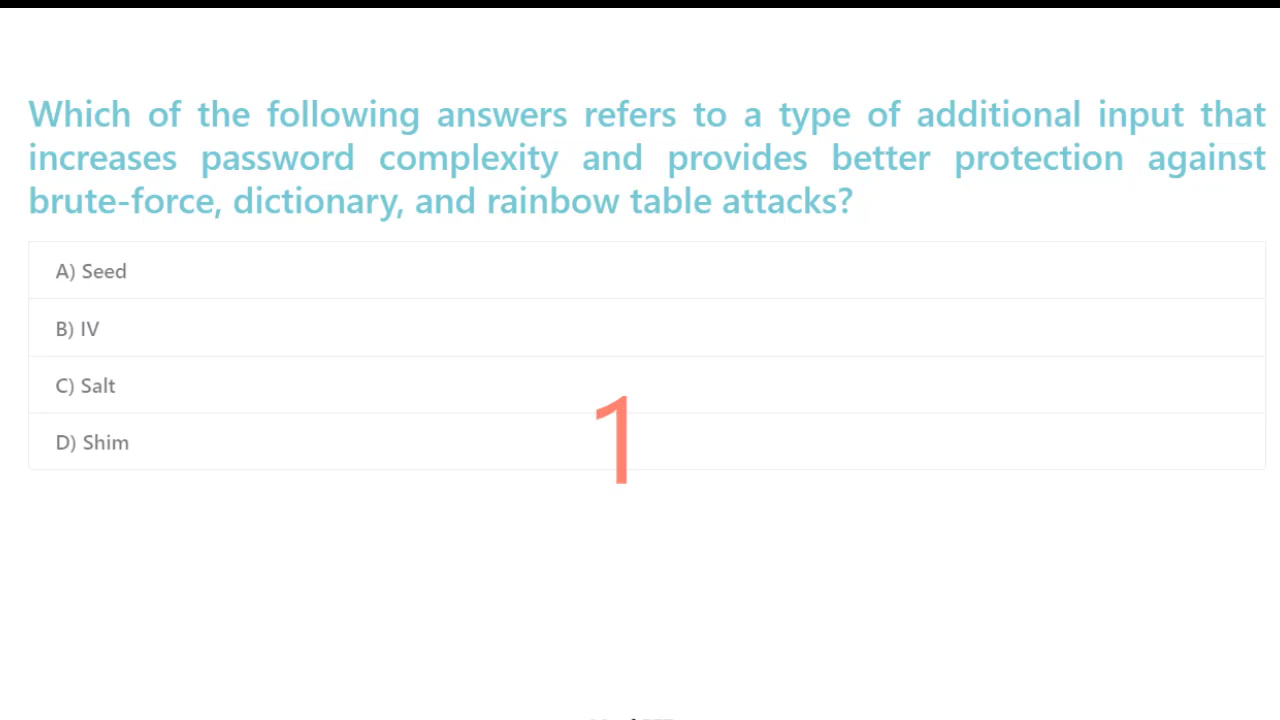 Which of the following answers refers to a type of additional input that
increases password complexity and provides better protection against
brute-force, dictionary, and rainbow table attacks?
A) Seed
B) IV
C) Salt
1
D) Shim